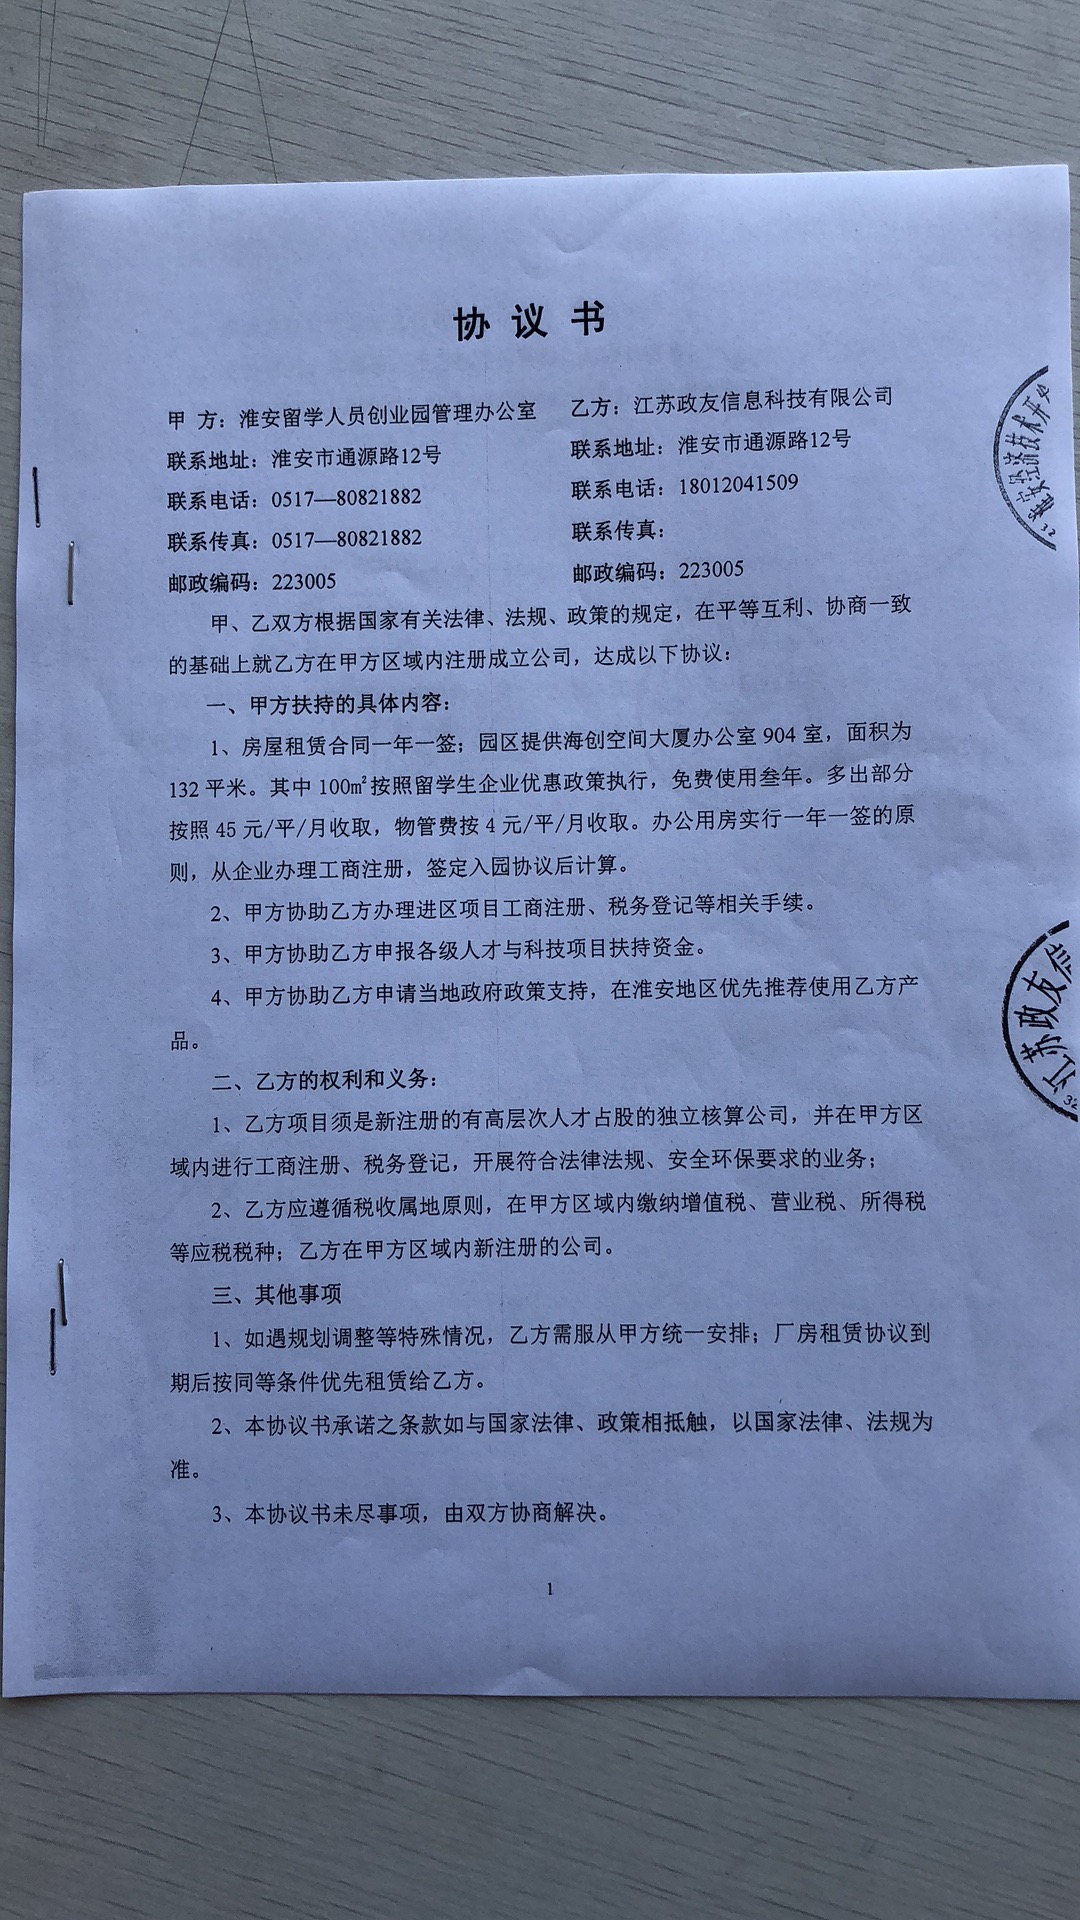 协 议 书
甲 方：淮安留学人员创业园管理办公室 乙方：江苏政友信息科技有限公司
联系地址：淮安市通源路12号 联系地址：淮安市通源路12号
联系电话：0517—80821882 联系电话：18012041509
联系传真：0517—80821882 联系传真：
邮政编码：223005 邮政编码：223005
甲、乙双方根据国家有关法律、法规、政策的规定，在平等互利、协商一致
的基础上就乙方在甲方区域内注册成立公司，达成以下协议：
一、甲方扶持的具体内容：
1、房屋租赁合同一年一签；园区提供海创空间大厦办公室 904 室，面积为
132 平米。其中 100㎡按照留学生企业优惠政策执行，免费使用叁年。多出部分
按照 45 元/平/月收取，物管费按 4 元/平/月收取。办公用房实行一年一签的原
则，从企业办理工商注册，签定入园协议后计算。
2、甲方协助乙方办理进区项目工商注册、税务登记等相关手续。
3、甲方协助乙方申报各级人才与科技项目扶持资金。
4、甲方协助乙方申请当地政府政策支持，在淮安地区优先推荐使用乙方产
品。
二、乙方的权利和义务：
1、乙方项目须是新注册的有高层次人才占股的独立核算公司，并在甲方区
域内进行工商注册、税务登记，开展符合法律法规、安全环保要求的业务；
2、乙方应遵循税收属地原则，在甲方区域内缴纳增值税、营业税、所得税
等应税税种；乙方在甲方区域内新注册的公司。
三、其他事项
1、如遇规划调整等特殊情况，乙方需服从甲方统一安排；厂房租赁协议到
期后按同等条件优先租赁给乙方。
2、本协议书承诺之条款如与国家法律、政策相抵触，以国家法律、法规为
准。
3、本协议书未尽事项，由双方协商解决。
1
淮安经济技术开
32
江苏政友信
32